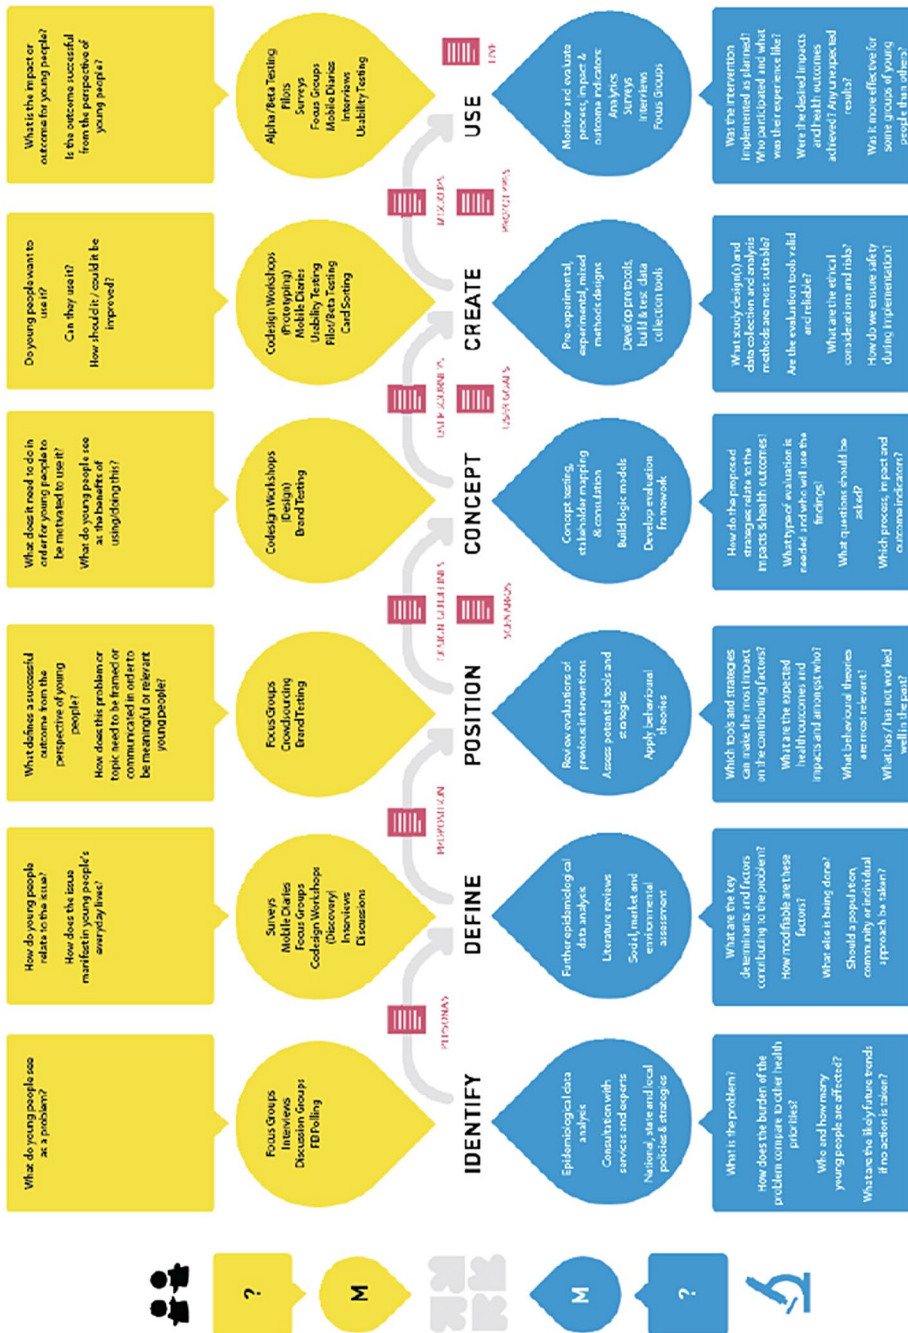 ?
M
M
?
What do young people see
as a problem?
How do young people
relate to the issue?
How does the issue
manifest in young people's
everyday lives?
What defines a successful
outcome from the
perspective of young
people?
How does this problem or
topic need to be framed or
communicated in order to
be meaningful or relevant
young people?
What does it need to do in
order for young people to
be motivated to use it?
What do young people see
as the benefits of
using/doing this?
Do young people want to
use it?
Can they use it?
How should it / could it be
improved?
What is the impact or
outcome for young people?
Is the outcome successful
from the perspective of
young people?
Focus Groups
Interviews
Discussion Groups
FB Polling
Surveys
Mobile Diaries
Focus Groups
Codesign Workshops
(Discovery)
Interviews
Discussions
Focus Groups
Crowdsourcing
Brand Testing
Codesign Workshops
(Design)
Brand Testing
Codesign Workshops
(Prototyping)
Mobile Diaries
Usability Testing
Pilot/Beta Testing
Card Sorting
Alpha/Beta Testing
Pilots
Surveys
Focus Groups
Mobile Diaries
Interviews
Usability Testing
PERSONAS
PROPOSITION
DESIGN GUIDELINES
SCENARIOS
USER JOURNEYS
USER GOALS
MOCKUPS
PROTOTYPES
LIVE
IDENTIFY
DEFINE
POSITION
CONCEPT
CREATE
USE
Epidemiological data
analysis
Consultation with
services and experts
National, state and local
policies & strategies
Further epidemiological
data analysis
Literature reviews
Social, market and
environmental
assessment
Review evaluations of
previous interventions
Assess potential tools and
strategies
Apply behavioural
theories
Concept testing,
stakeholder mapping
& consulation
Build logic models
Develop evaluation
framework
Pre-experimental,
experimental, mixed
methods designs
Develop protocols,
build & test data
collection tools
Monitor and evaluate
process, impact &
outcome indicators
Analytics
Surveys
Interviews
Focus Groups
What is the problem?
How does the burden of the
problem compare to other health
priorities?
Who and how many
young people are affected?
What are the likely future trends
if no action is taken?
What are the key
determinants and factors
contributing to the problem?
How modifiable are these
factors?
What else is being done?
Should a population,
community or individual
approach be taken?
Which tools and strategies
can make the most impact
on the contributing factors?
What are the expected
health outcomes and
impacts and amongst who?
What behavioural theories
are most relevant?
What has / has not worked
well in the past?
How do the proposed
strategies relate to the
impacts & health outcomes?
What type of evaluation is
needed and who will use the
findings?
What questions should be
asked?
Which process, impact and
outcome indicators?
What study design(s) and
data collection and analysis
methods are most suitable?
Are the evaluation tools valid
and reliable?
What are the ethical
considerations and risks?
How do we ensure safety
during implementation?
Was the intervention
implemented as planned?
Who participated and what
was their experience like?
Were the desired impacts
and health outcomes
achieved? Any unexpected
results?
Was it more effective for
some groups of young
people than others?